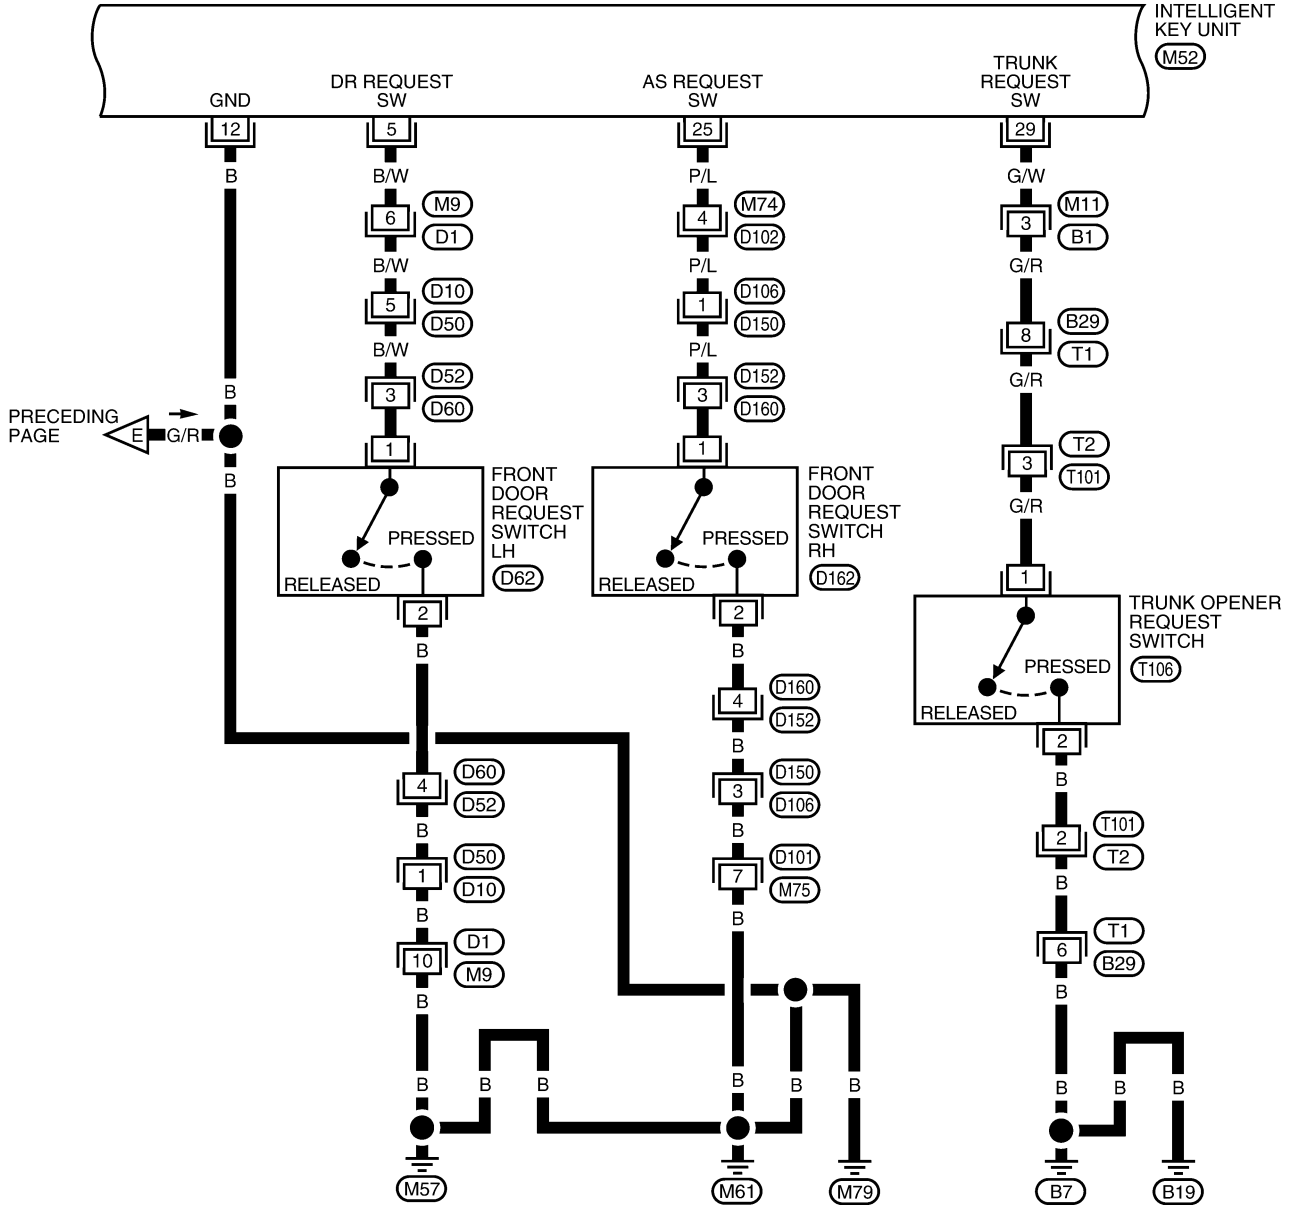 INTELLIGENT
KEY UNIT
M52
GND
DR REQUEST
SW
AS REQUEST
SW
TRUNK
REQUEST
SW
12
5
25
29
B
B/W
P/L
G/W
6
M9
D1
4
M74
D102
3
M11
B1
B/W
P/L
G/R
5
D10
D50
1
D106
D150
8
B29
T1
B/W
P/L
G/R
B
3
D52
D60
3
D152
D160
PRECEDING
PAGE
E
G/R
B
1
1
3
T2
T101
G/R
FRONT
DOOR
REQUEST
SWITCH
LH
D62
PRESSED
RELEASED
FRONT
DOOR
REQUEST
SWITCH
RH
D162
PRESSED
RELEASED
1
TRUNK OPENER
REQUEST
SWITCH
T106
PRESSED
RELEASED
2
2
2
B
B
B
4
D160
D152
B
4
D60
D52
3
D150
D106
2
T101
T2
B
B
B
1
D50
D10
7
D101
M75
B
B
10
D1
M9
6
T1
B29
B
B
B
B
B
B
B
B
B
B
B
M57
M61
M79
B7
B19